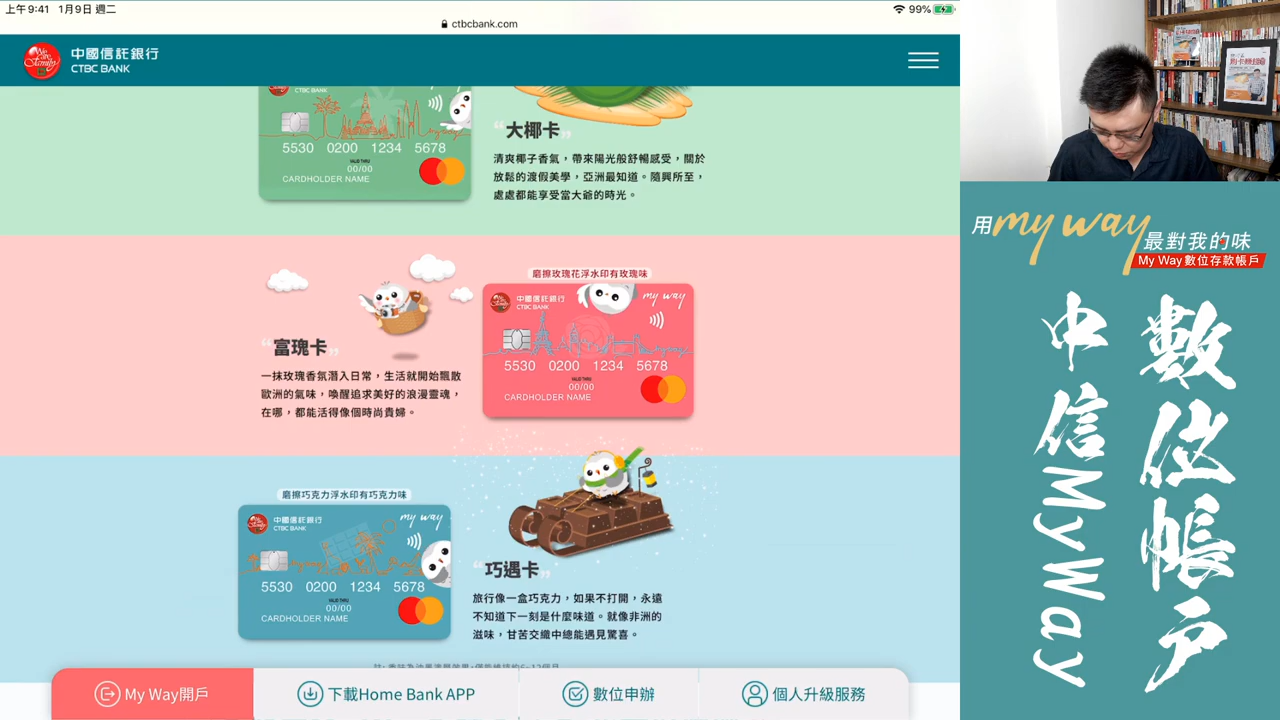 上午9:41 1月9日 週二
99%
ctbcbank.com
中國信託銀行
CTBC BANK
CTBC BANK
5530 0200 1234 5678
VALID THRU
00/00
CARDHOLDER NAME
“大椰卡”
清爽椰子香氣，帶來陽光般舒暢感受，關於
放鬆的渡假美學，亞洲最知道。隨興所至，
處處都能享受當大爺的時光。
“富瑰卡”
一抹玫瑰香氛潛入日常，生活就開始飄散
歐洲的氣味，喚醒追求美好的浪漫靈魂，
在哪，都能活得像個時尚貴婦。
磨擦玫瑰花浮水印有玫瑰味
中國信託銀行
CTBC BANK
my way
5530 0200 1234 5678
VALID THRU
00/00
CARDHOLDER NAME
磨擦巧克力浮水印有巧克力味
中國信託銀行
CTBC BANK
my way
5530 0200 1234 5678
VALID THRU
00/00
CARDHOLDER NAME
“巧遇卡”
旅行像一盒巧克力，如果不打開，永遠
不知道下一刻是什麼味道。就像非洲的
滋味，甘苦交織中總能遇見驚喜。
My Way開戶
下載Home Bank APP
數位申辦
個人升級服務
用my way最對我的味
My Way數位存款帳戶
數位帳戶
中信MyWay